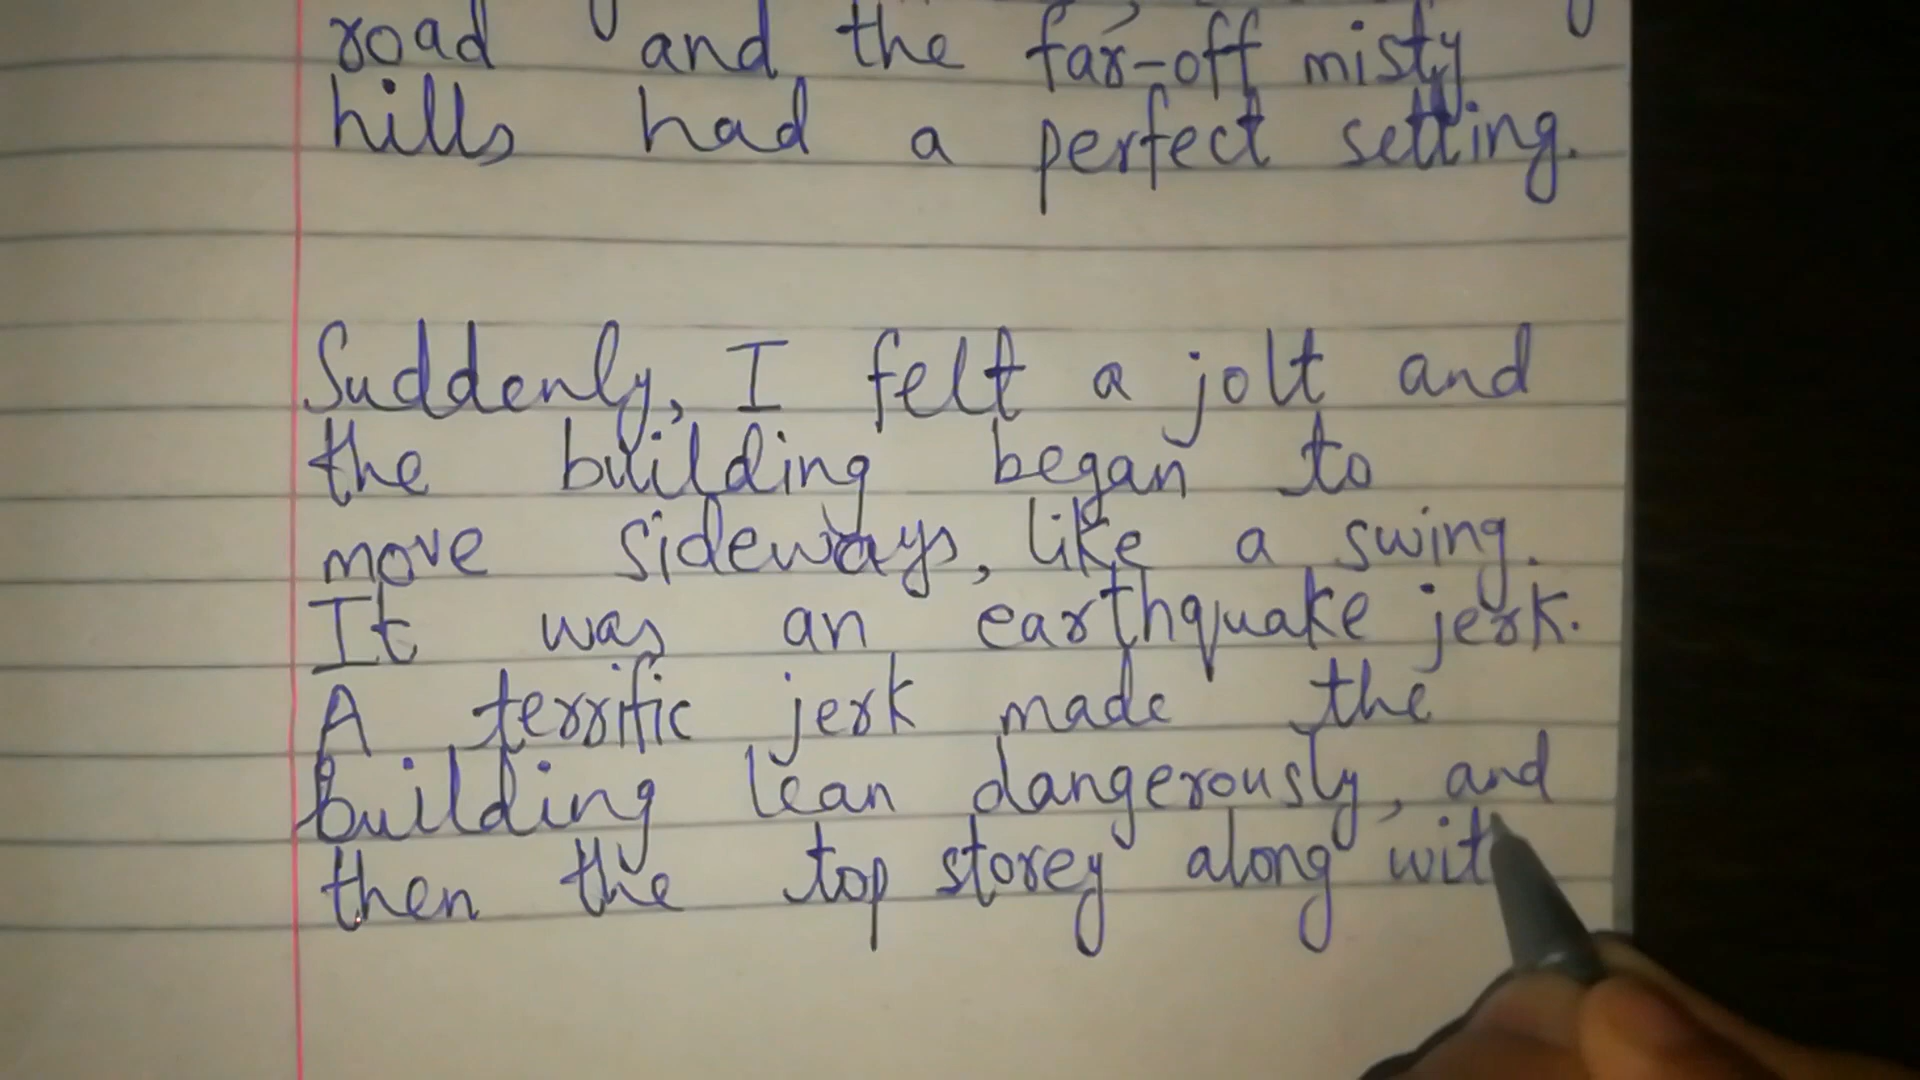 road and the far-off misty
hills had a perfect setting.
Suddenly, I felt a jolt and
the building began to
move sideways, like a swing.
It was an earthquake jerk.
A terrific jerk made the
building lean dangerously, and
then the top storey along wit